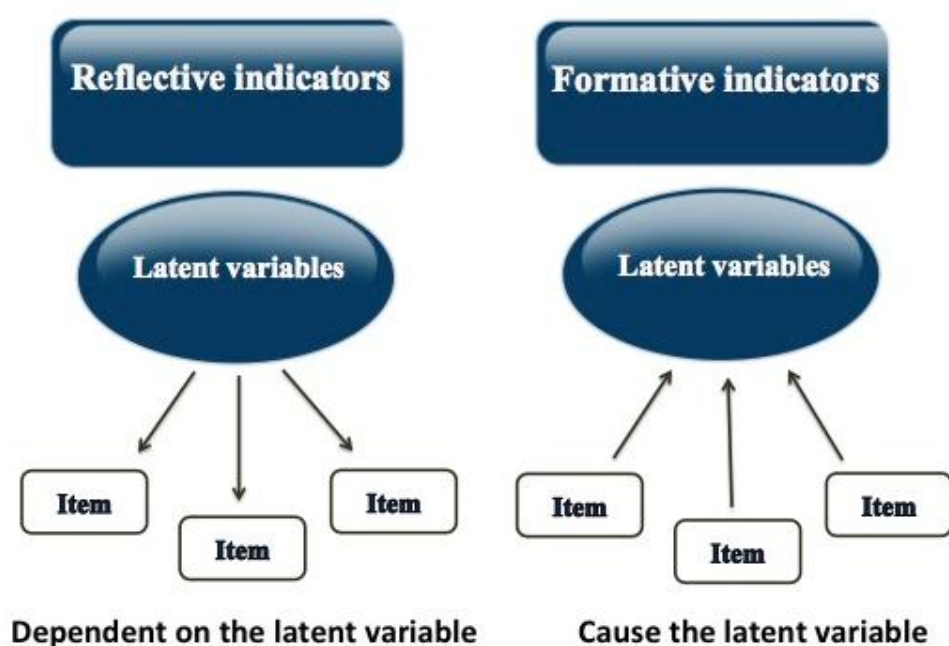 Reflective indicators
Latent variables
Item
Item
Item
Dependent on the latent variable
Formative indicators
Latent variables
Item
Item
Item
Cause the latent variable